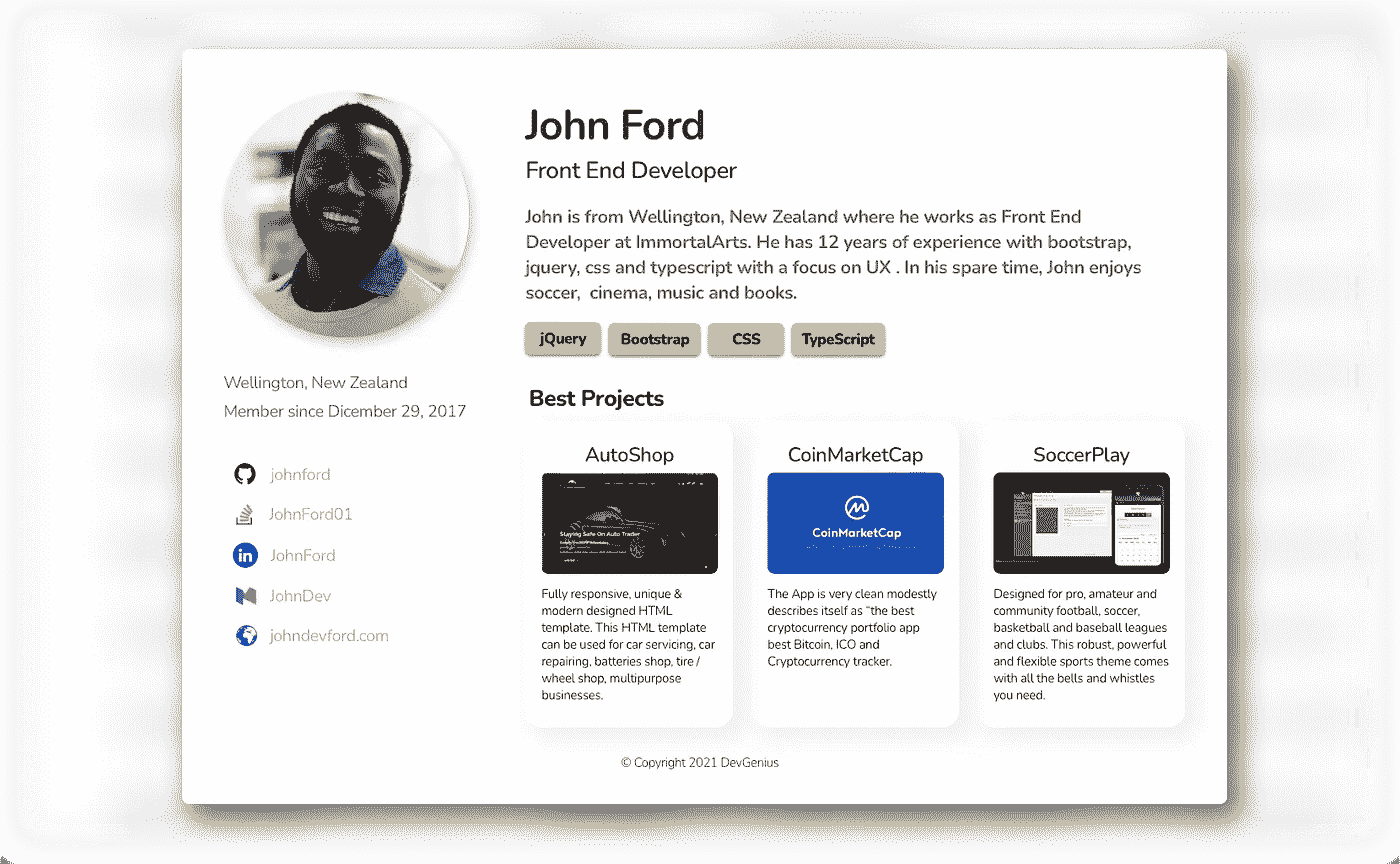 John Ford
Front End Developer
John is from Wellington, New Zealand where he works as Front End
Developer at ImmortalArts. He has 12 years of experience with bootstrap,
jquery, css and typescript with a focus on UX . In his spare time, John enjoys
soccer,  cinema, music and books.
jQuery
Bootstrap
CSS
TypeScript
Wellington, New Zealand
Member since Dicember 29, 2017
johnford
JohnFord01
in
JohnFord
JohnDev
johndevford.com
Best Projects
AutoShop
Staying Safe On Auto Trader
Fully responsive, unique &
modern designed HTML
template. This HTML template
can be used for car servicing, car
repairing, batteries shop, tire /
wheel shop, multipurpose
businesses.
CoinMarketCap
CoinMarketCap
The App is very clean modestly
describes itself as “the best
cryptocurrency portfolio app
best Bitcoin, ICO and
Cryptocurrency tracker.
SoccerPlay
Designed for pro, amateur and
community football, soccer,
basketball and baseball leagues
and clubs. This robust, powerful
and flexible sports theme comes
with all the bells and whistles
you need.
© Copyright 2021 DevGenius